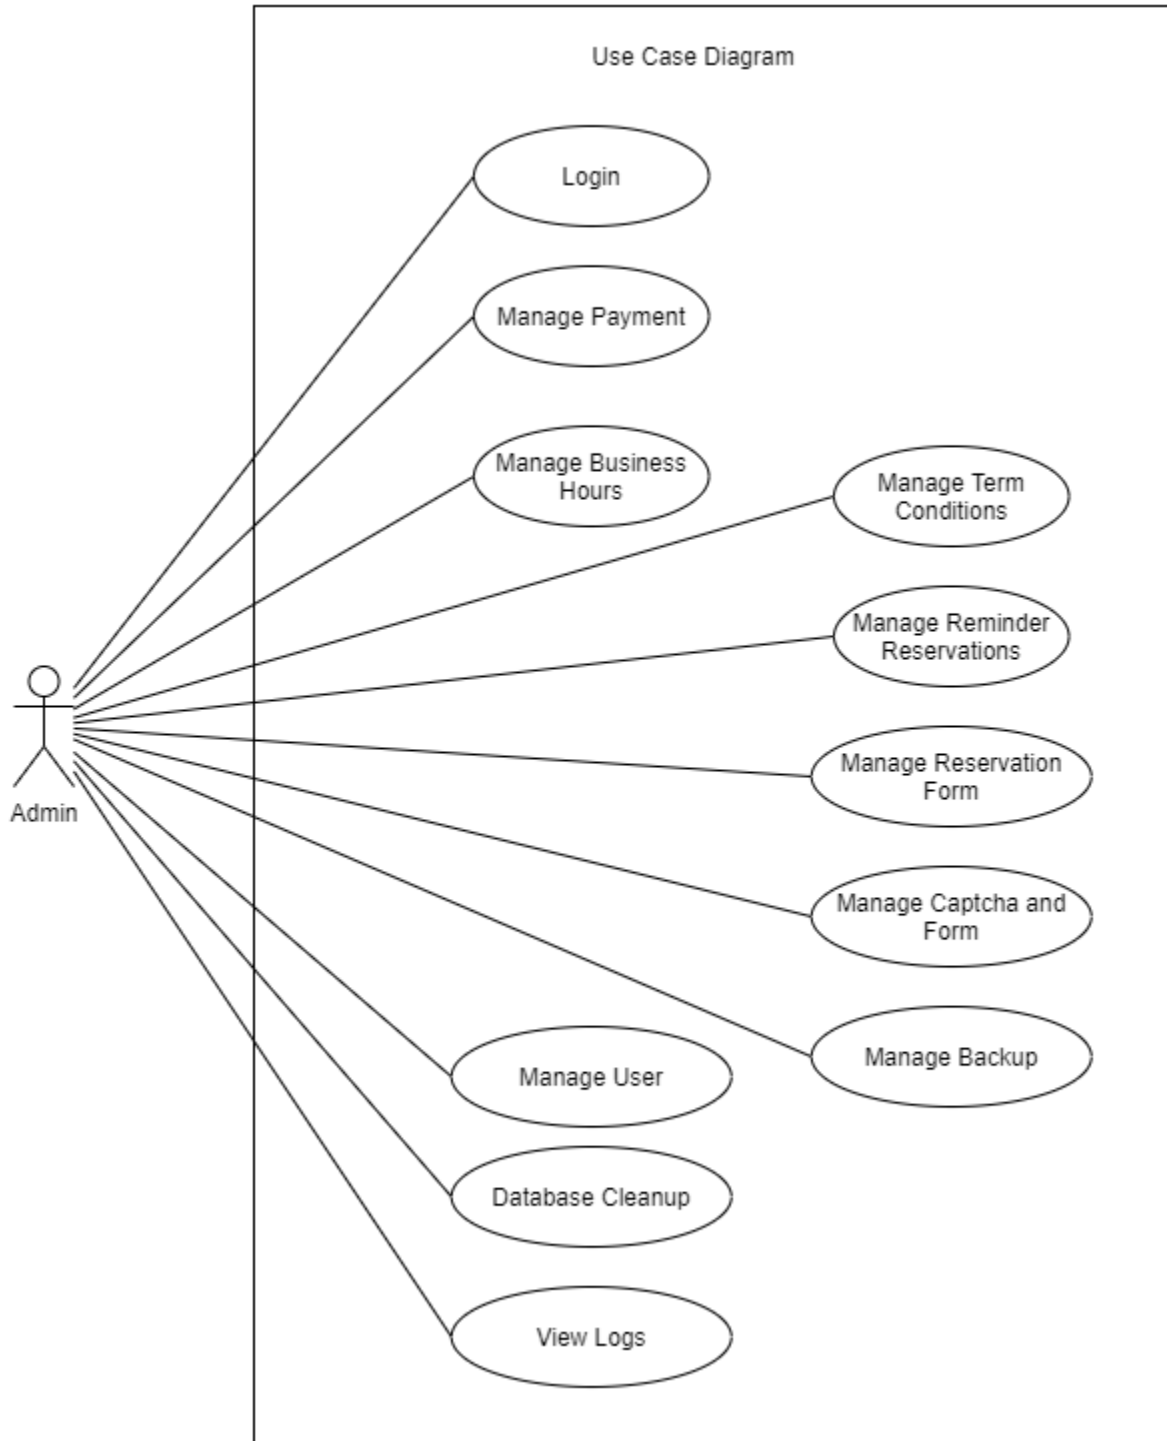 Use Case Diagram
Login
Manage Payment
Manage Business
Hours
Manage Term
Conditions
Manage Reminder
Reservations
Manage Reservation
Form
Admin
Manage Captcha and
Form
Manage Backup
Manage User
Database Cleanup
View Logs